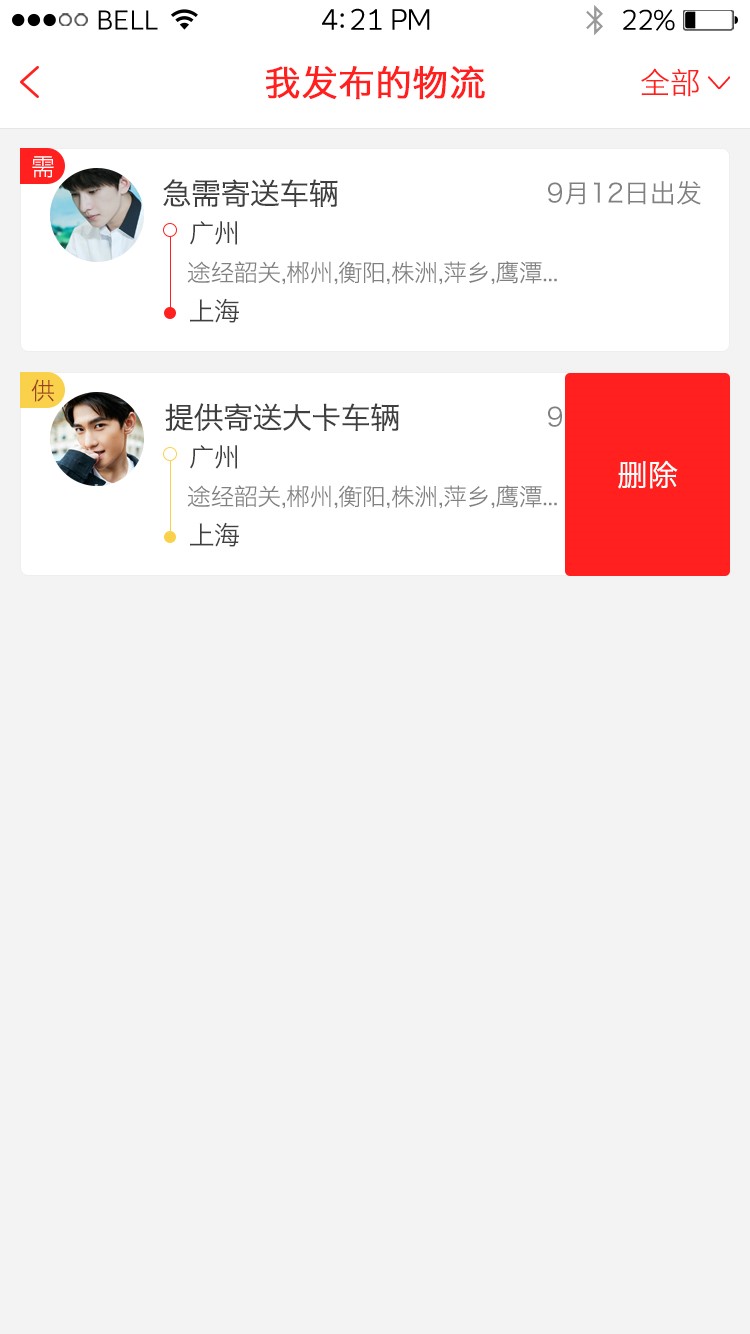 BELL 4:21 PM 22%
我发布的物流 全部
需
急需寄送车辆 9月12日出发
广州
途经韶关,郴州,衡阳,株洲,萍乡,鹰潭...
上海
供
提供寄送大卡车辆 9
广州
途经韶关,郴州,衡阳,株洲,萍乡,鹰潭...
上海
删除